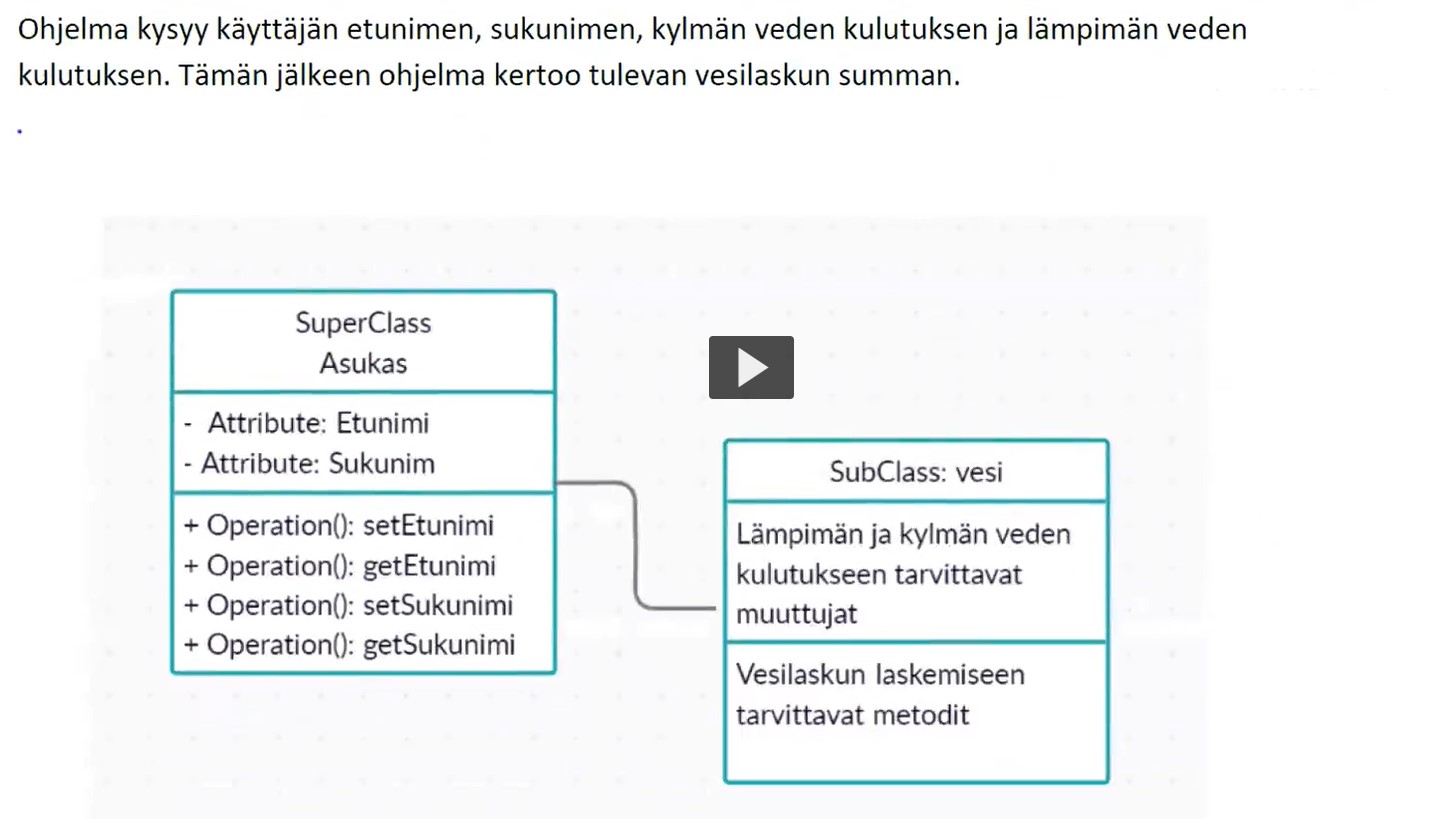 Ohjelma kysyy käyttäjän etunimen, sukunimen, kylmän veden kulutuksen ja lämpimän veden
kulutuksen. Tämän jälkeen ohjelma kertoo tulevan vesilaskun summan.
SuperClass
Asukas
- Attribute: Etunimi
- Attribute: Sukunim
+ Operation(): setEtunimi
+ Operation(): getEtunimi
+ Operation(): setSukunimi
+ Operation(): getSukunimi
SubClass: vesi
Lämpimän ja kylmän veden
kulutukseen tarvittavat
muuttujat
Vesilaskun laskemiseen
tarvittavat metodit